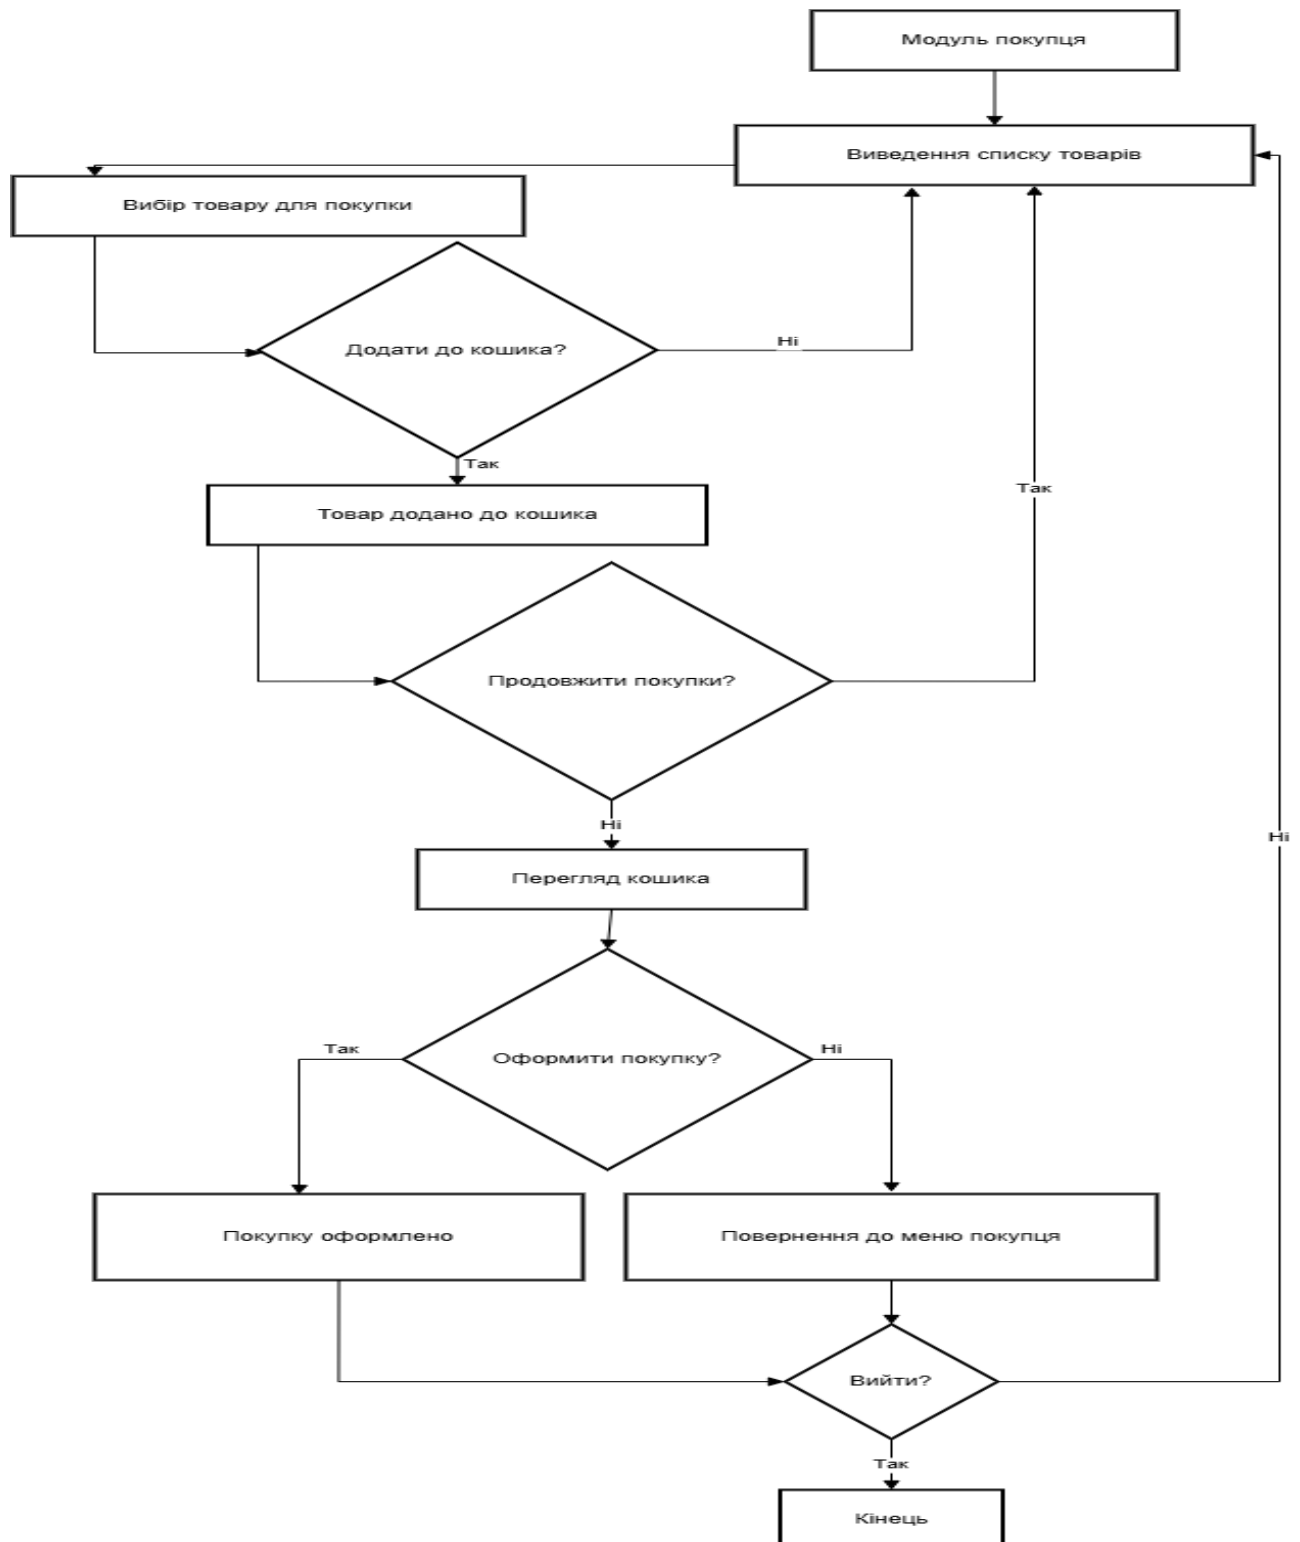 Модуль покупця
Виведення списку товарів
Вибір товару для покупки
Додати до кошика?
Ні
Так
Товар додано до кошика
Так
Продовжити покупки?
Ні
Ні
Перегляд кошика
Так
Ні
Оформити покупку?
Покупку оформлено
Повернення до меню покупця
Вийти?
Так
Кінець